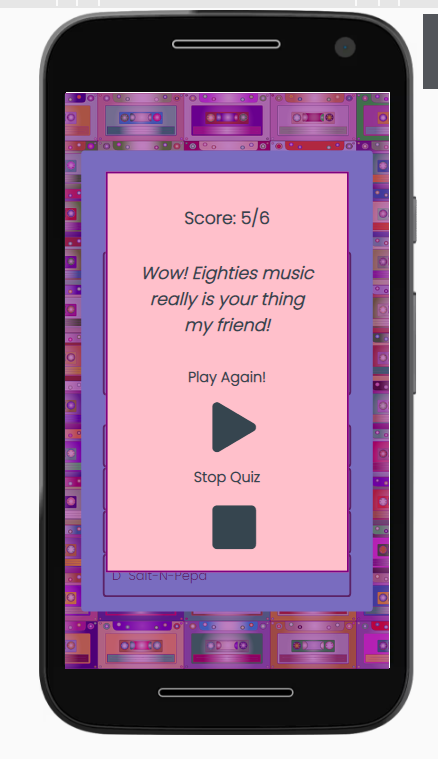 Score: 5/6
Wow! Eighties music
really is your thing
my friend!
Play Again!
Stop Quiz
D Salt-N-Pepa